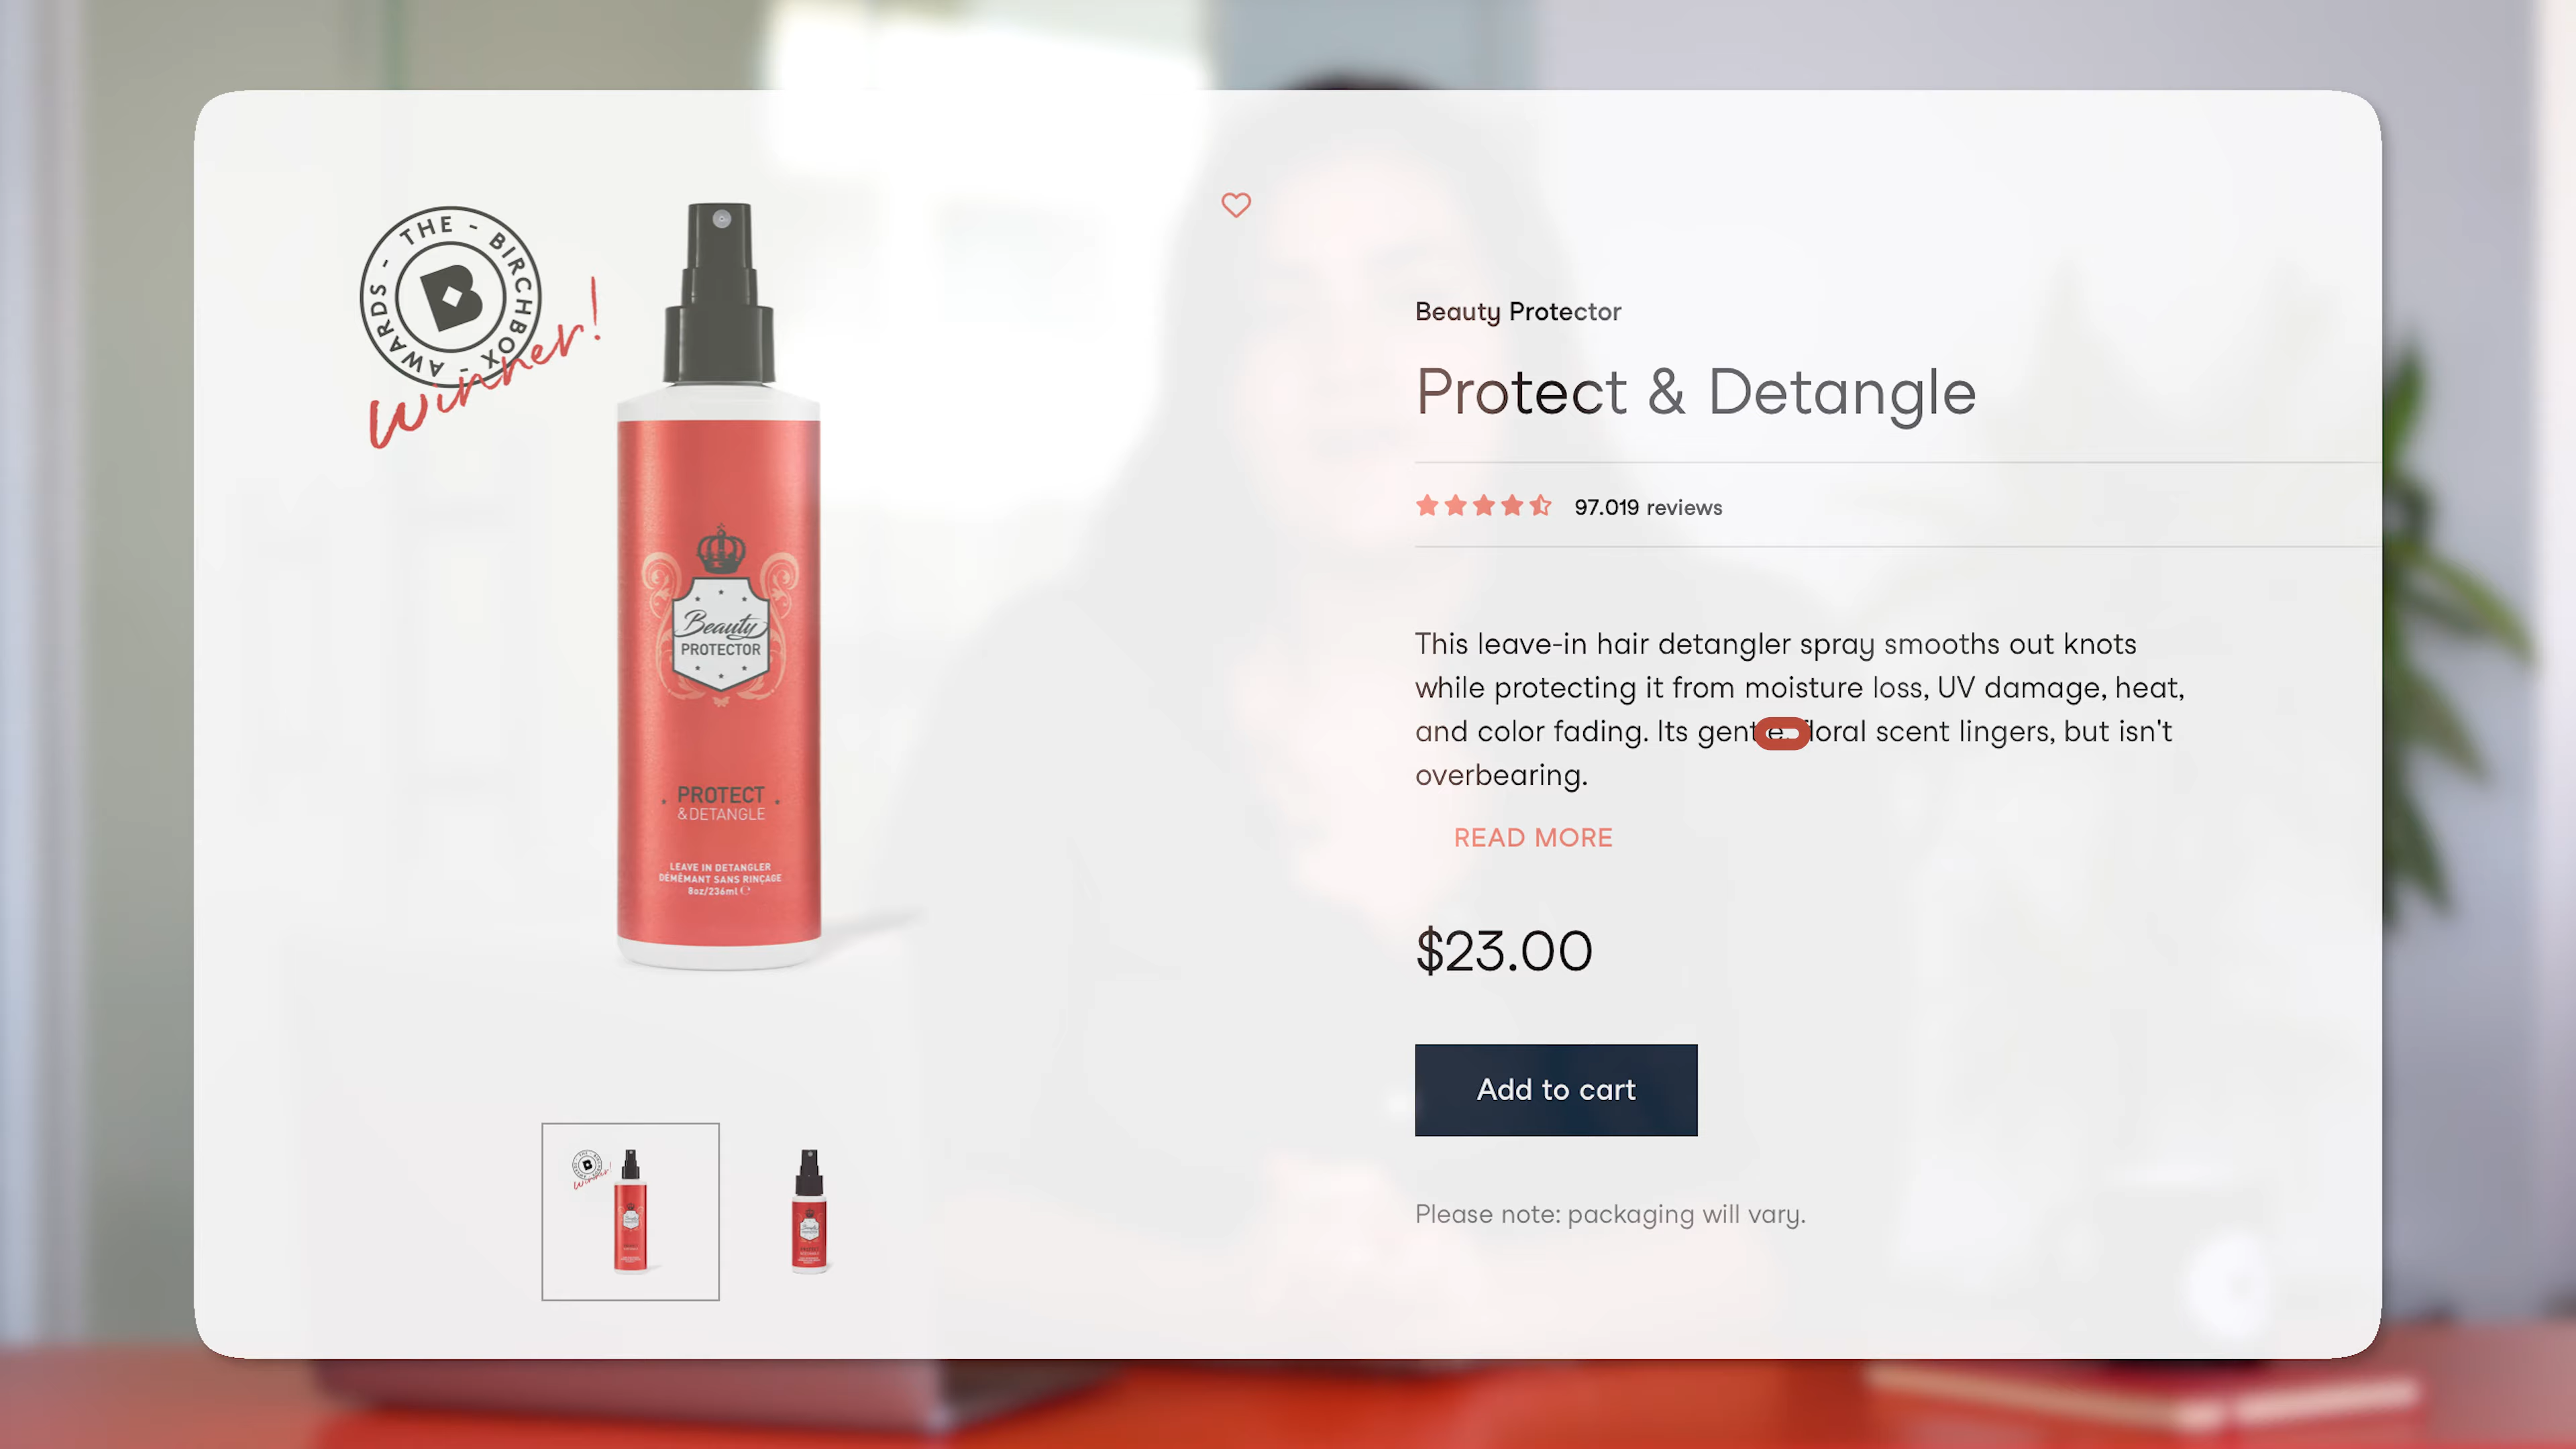 THE - BIRCHBOX - AWARDS -
B
Winner!
Beauty
PROTECTOR
PROTECT
&DETANGLE
LEAVE IN DETANGLER
DÉMÊMANT SANS RINÇAGE
8oz/236ml
Beauty Protector
Protect & Detangle
97.019 reviews
This leave-in hair detangler spray smooths out knots
while protecting it from moisture loss, UV damage, heat,
and color fading. Its floral scent lingers, but isn't
overbearing.
READ MORE
$23.00
Add to cart
Please note: packaging will vary.